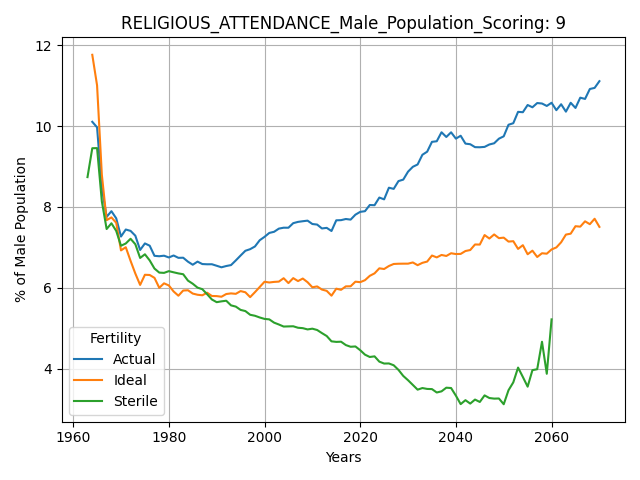 RELIGIOUS_ATTENDANCE_Male_Population_Scoring: 9
12
10
8
6
4
% of Male Population
Fertility
Actual
Ideal
Sterile
1960
1980
2000
2020
2040
2060
Years